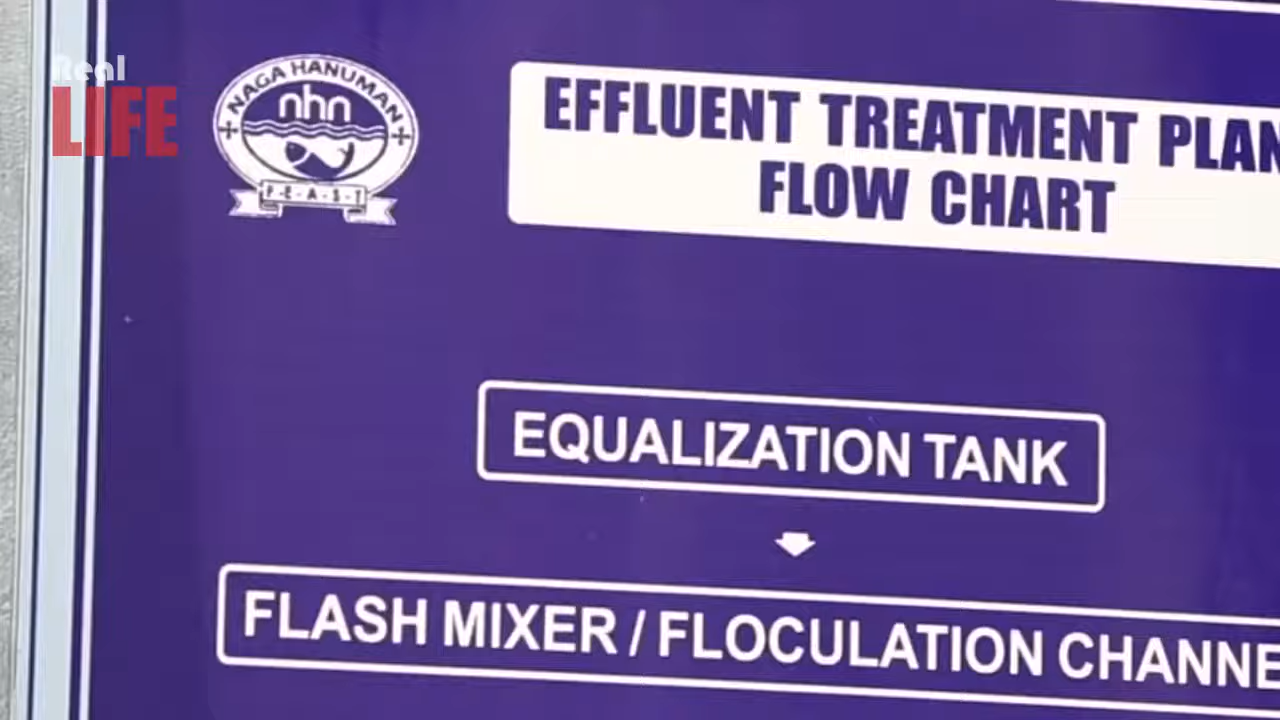 Real
LIFE
NAGA HANUMAN
nhn
F-E-A-S-T
EFFLUENT TREATMENT PLAN
FLOW CHART
EQUALIZATION TANK
FLASH MIXER / FLOCULATION CHANNE